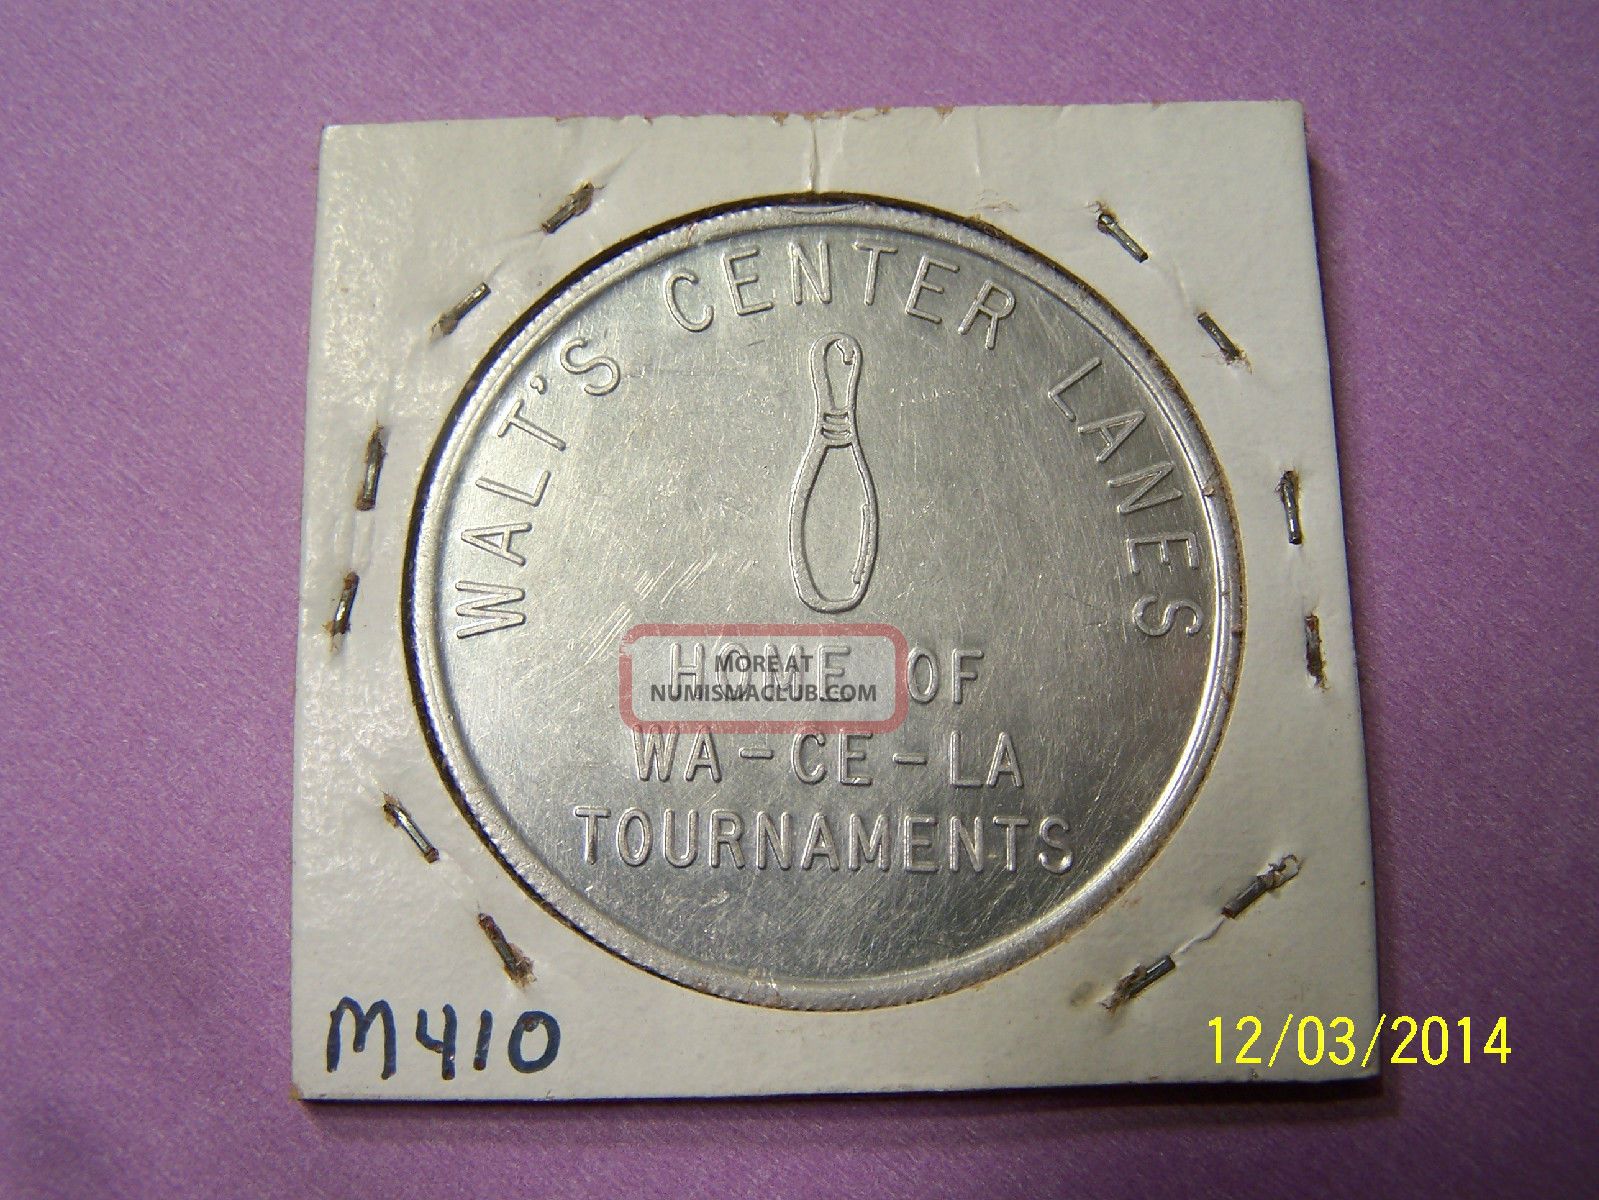 WALT'S CENTER LANES
HOME OF
WA-CE-LA
TOURNAMENTS
MORE AT
NUMISMACLUB.COM
M410
12/03/2014